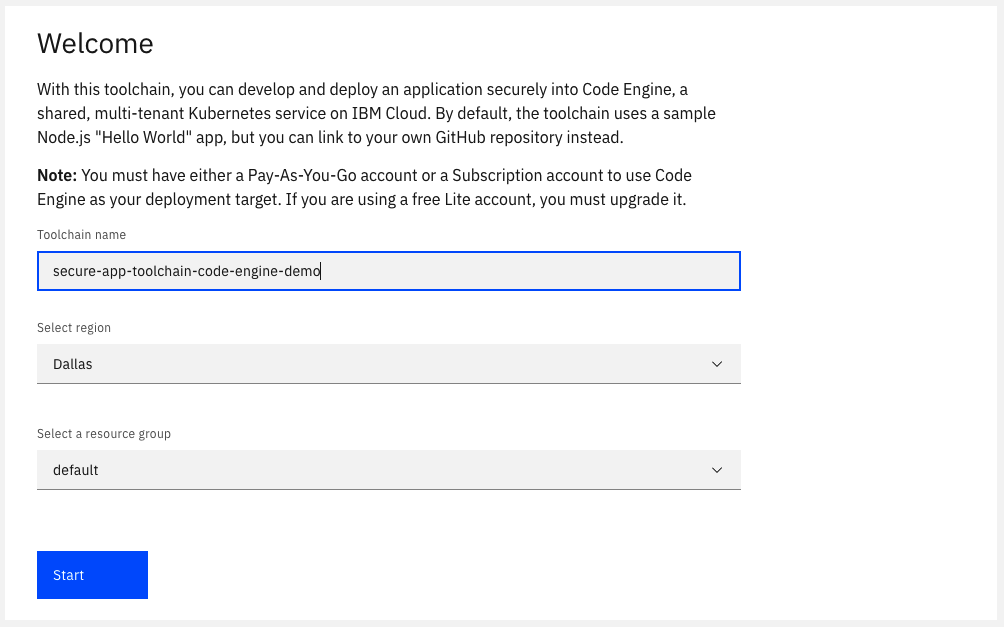 Welcome
With this toolchain, you can develop and deploy an application securely into Code Engine, a
shared, multi-tenant Kubernetes service on IBM Cloud. By default, the toolchain uses a sample
Node.js "Hello World" app, but you can link to your own GitHub repository instead.
Note: You must have either a Pay-As-You-Go account or a Subscription account to use Code
Engine as your deployment target. If you are using a free Lite account, you must upgrade it.
Toolchain name
secure-app-toolchain-code-engine-demo
Select region
Dallas
Select a resource group
default
Start